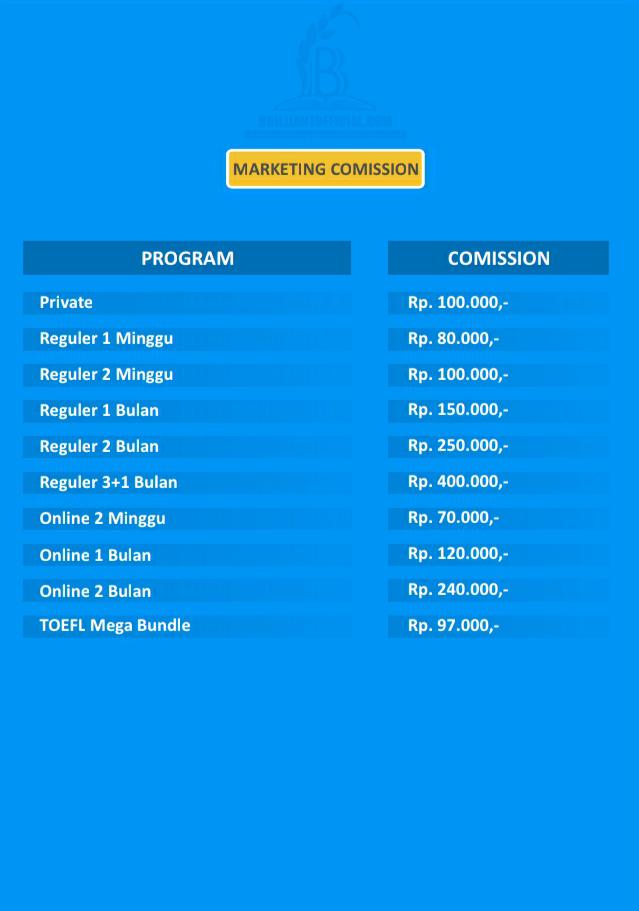 BRILLIANTOFFICIAL.COM
MARKETING COMISSION
PROGRAM COMISSION
Private Rp. 100.000,-
Reguler 1 Minggu Rp. 80.000,-
Reguler 2 Minggu Rp. 100.000,-
Reguler 1 Bulan Rp. 150.000,-
Reguler 2 Bulan Rp. 250.000,-
Reguler 3+1 Bulan Rp. 400.000,-
Online 2 Minggu Rp. 70.000,-
Online 1 Bulan Rp. 120.000,-
Online 2 Bulan Rp. 240.000,-
TOEFL Mega Bundle Rp. 97.000,-